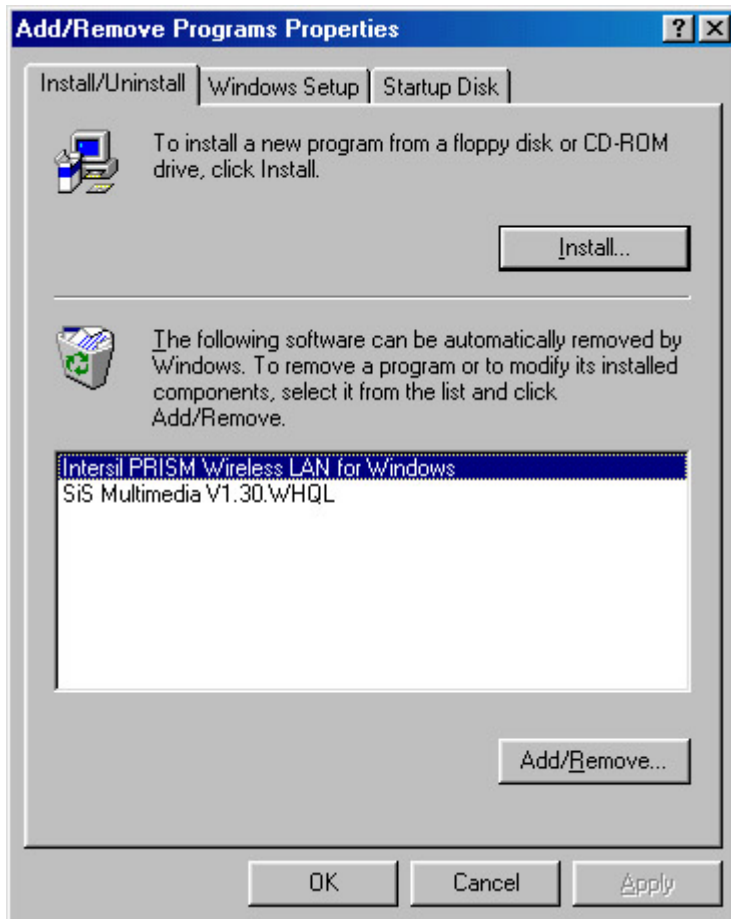 Add/Remove Programs Properties
Install/Uninstall
Windows Setup
Startup Disk
To install a new program from a floppy disk or CD-ROM
drive, click Install.
Install...
The following software can be automatically removed by
Windows. To remove a program or to modify its installed
components, select it from the list and click
Add/Remove.
Intersil PRISM Wireless LAN for Windows
SiS Multimedia V1.30.WHQL
Add/Remove...
OK
Cancel
Apply